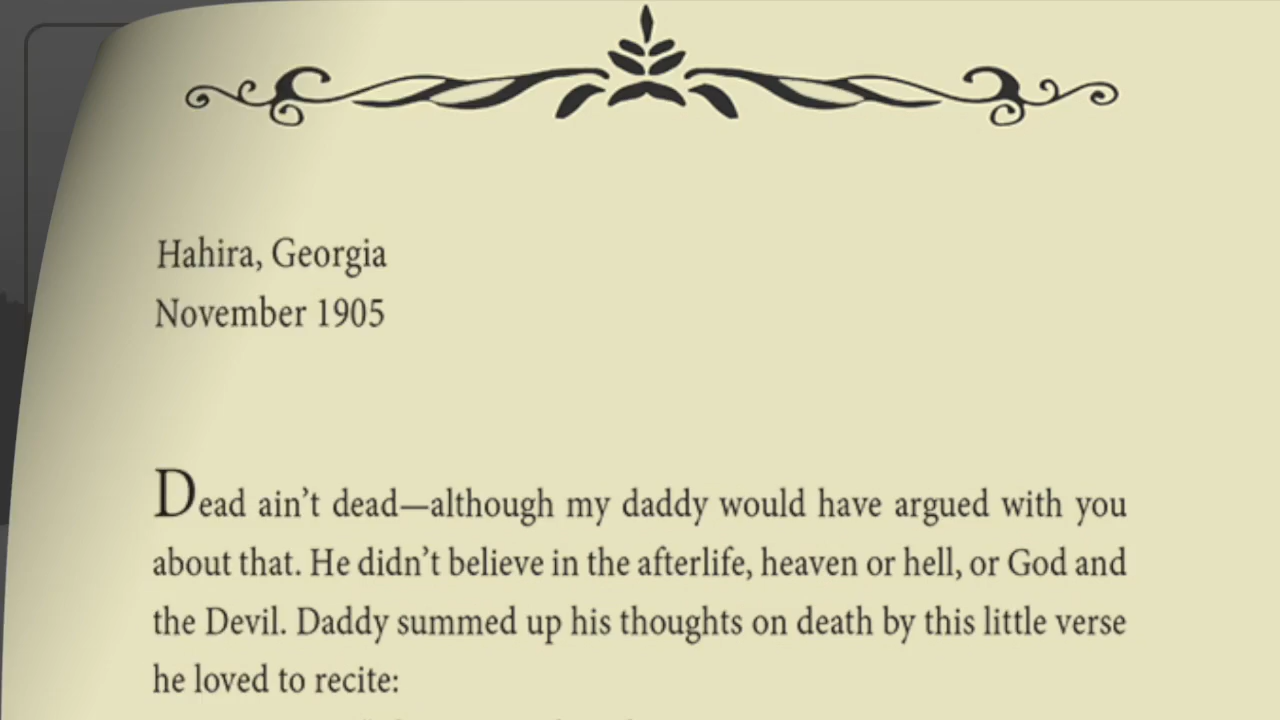 Hahira, Georgia
November 1905
Dead ain’t dead—although my daddy would have argued with you
about that. He didn’t believe in the afterlife, heaven or hell, or God and
the Devil. Daddy summed up his thoughts on death by this little verse
he loved to recite: